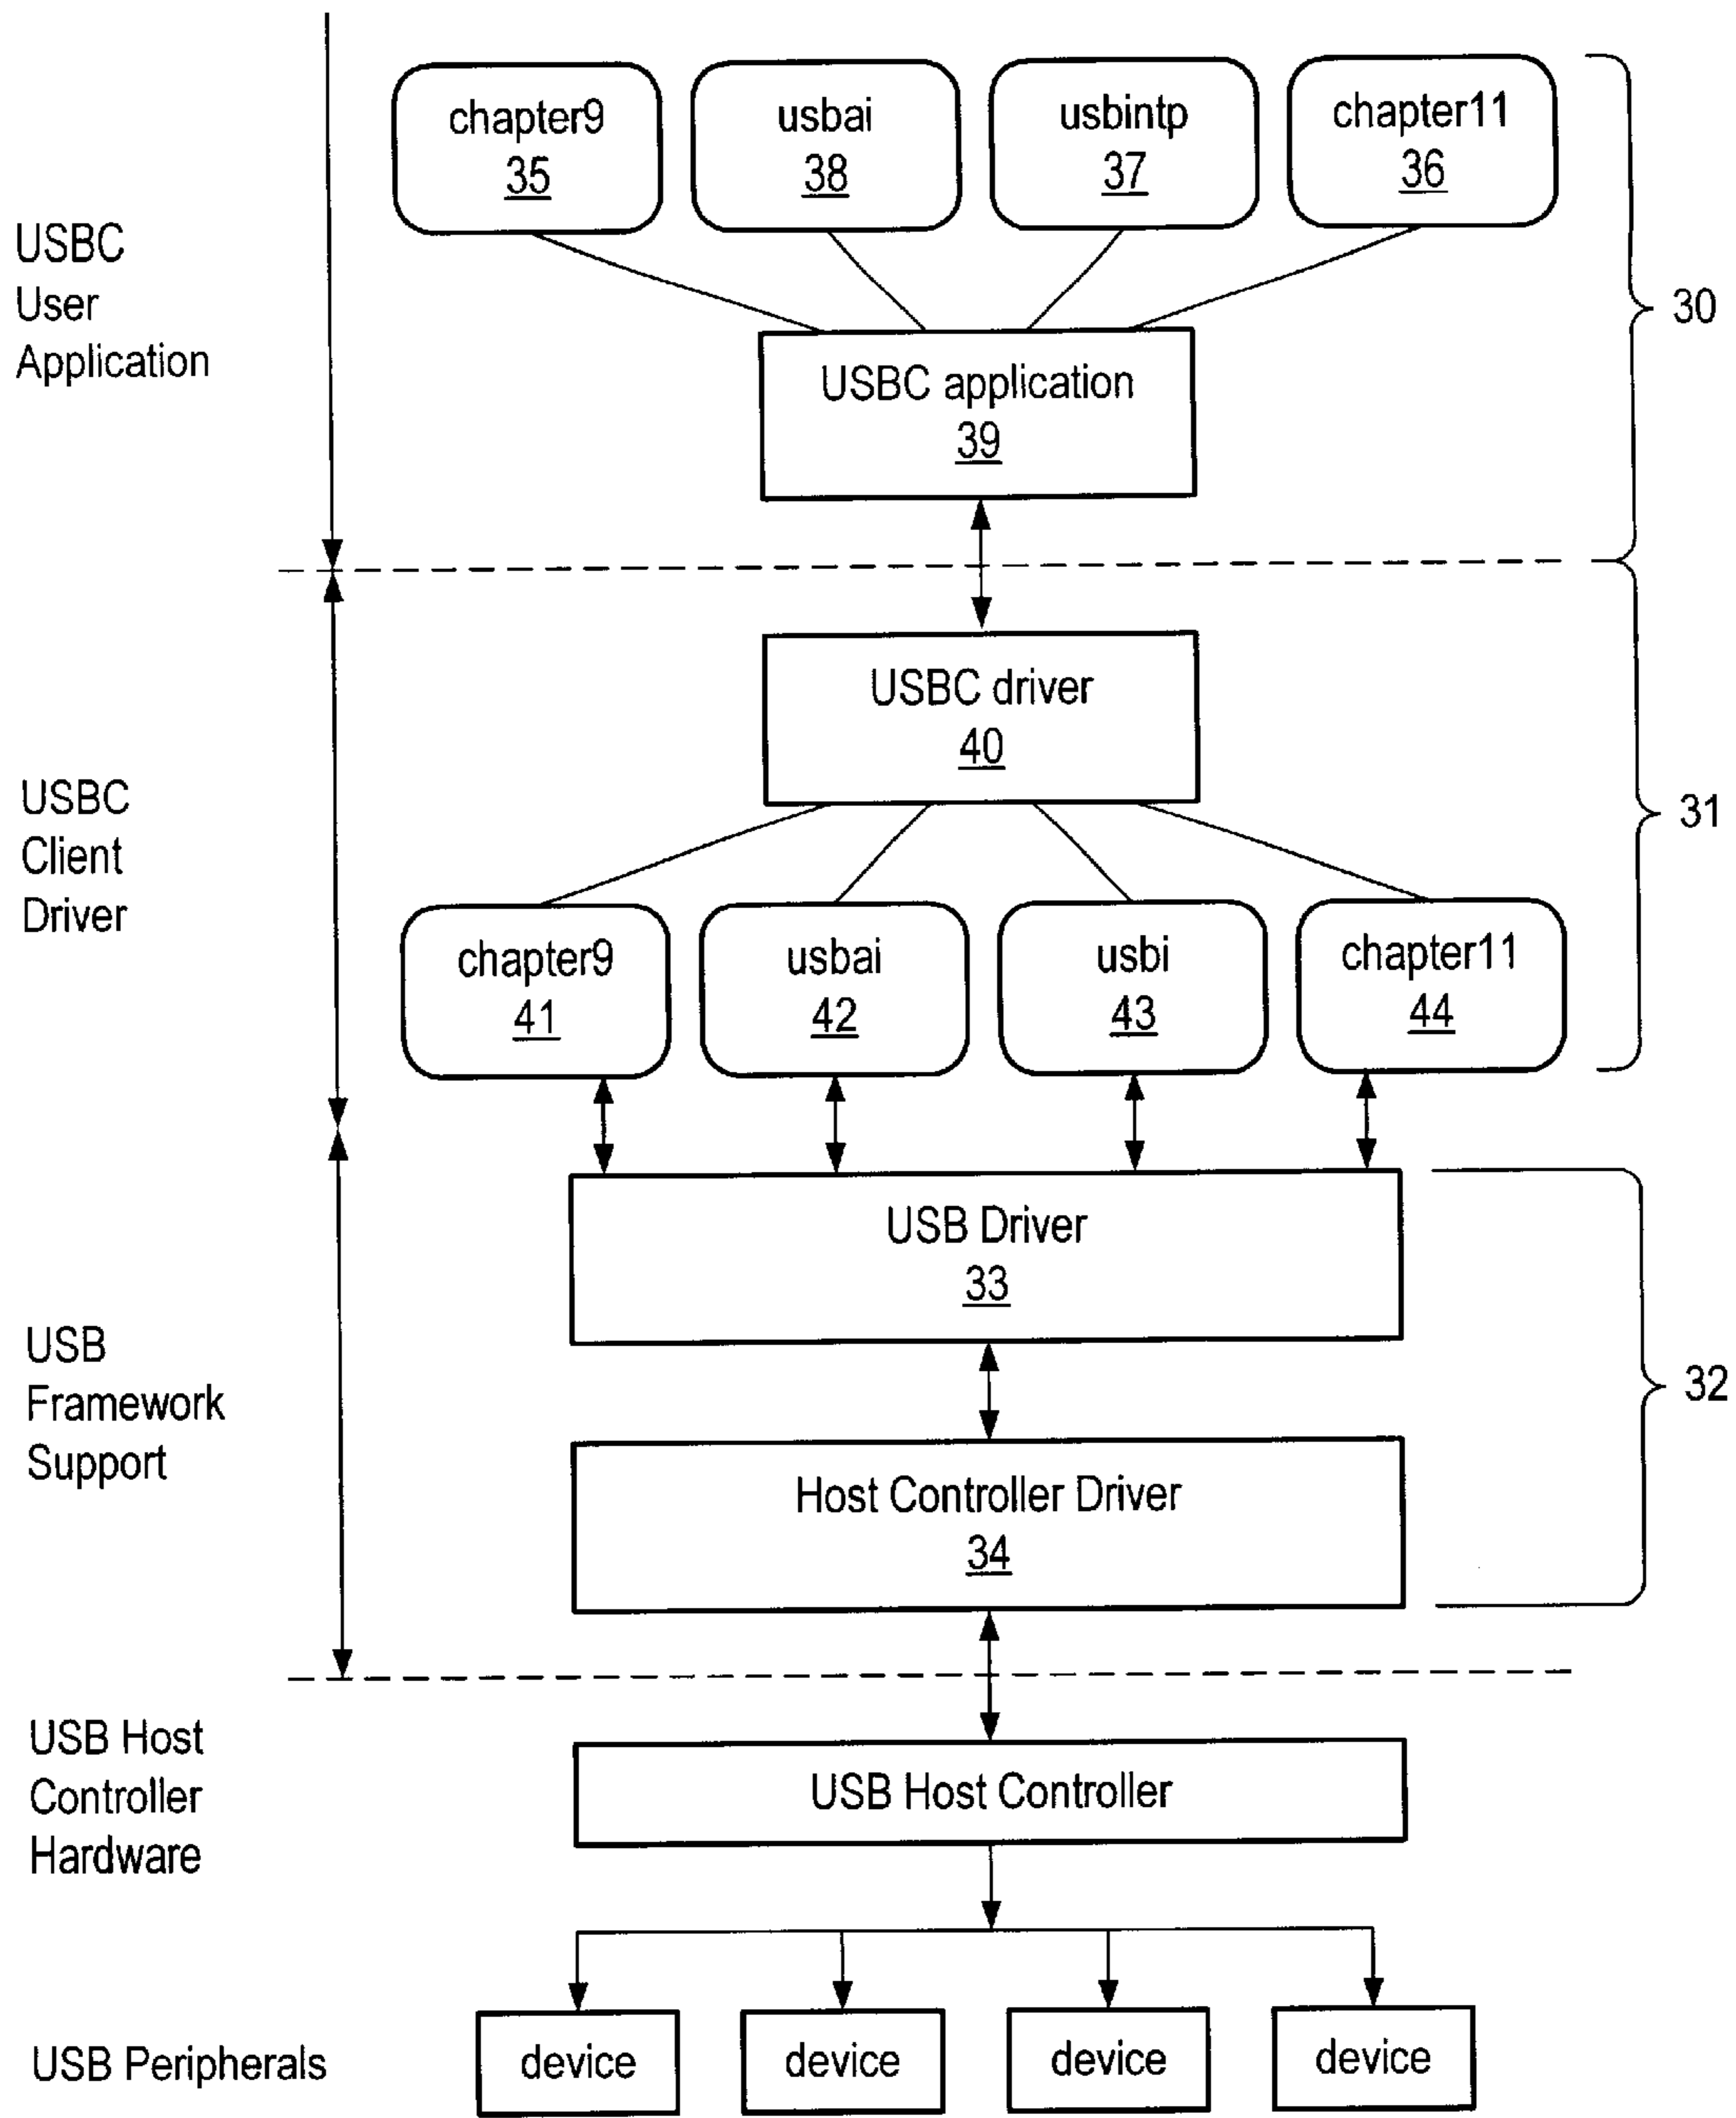 chapter9
35
usbai
38
usbintp
37
chapter11
36
USBC
User
Application
30
USBC application
39
USBC driver
40
USBC
Client
Driver
31
chapter9
41
usbai
42
usbi
43
chapter11
44
USB Driver
33
USB
Framework
Support
32
Host Controller Driver
34
USB Host
Controller
Hardware
USB Host Controller
USB Peripherals
device
device
device
device